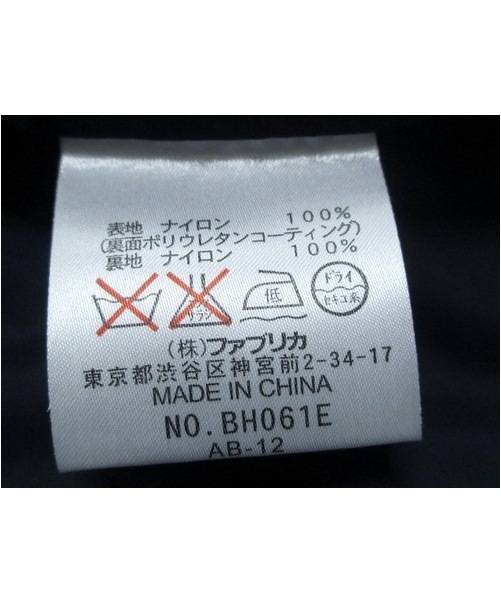 表地 ナイロン 100%
(裏面ポリウレタンコーティング)
裏地 ナイロン 100%
サラシ 低 ドライ セキユ系
(株)ファブリカ
東京都渋谷区神宮前2-34-17
MADE IN CHINA
NO.BH061E
AB-12